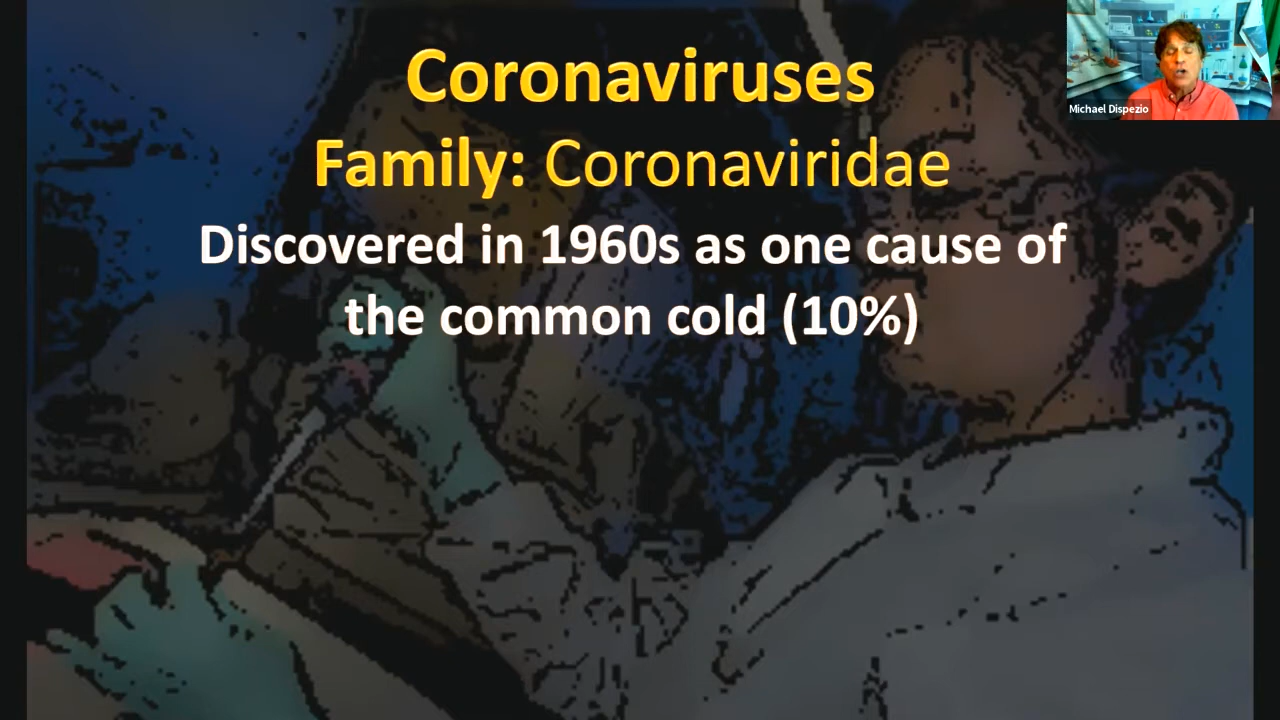 Coronaviruses
Family: Coronaviridae
Discovered in 1960s as one cause of
the common cold (10%)
Michael Dispezio